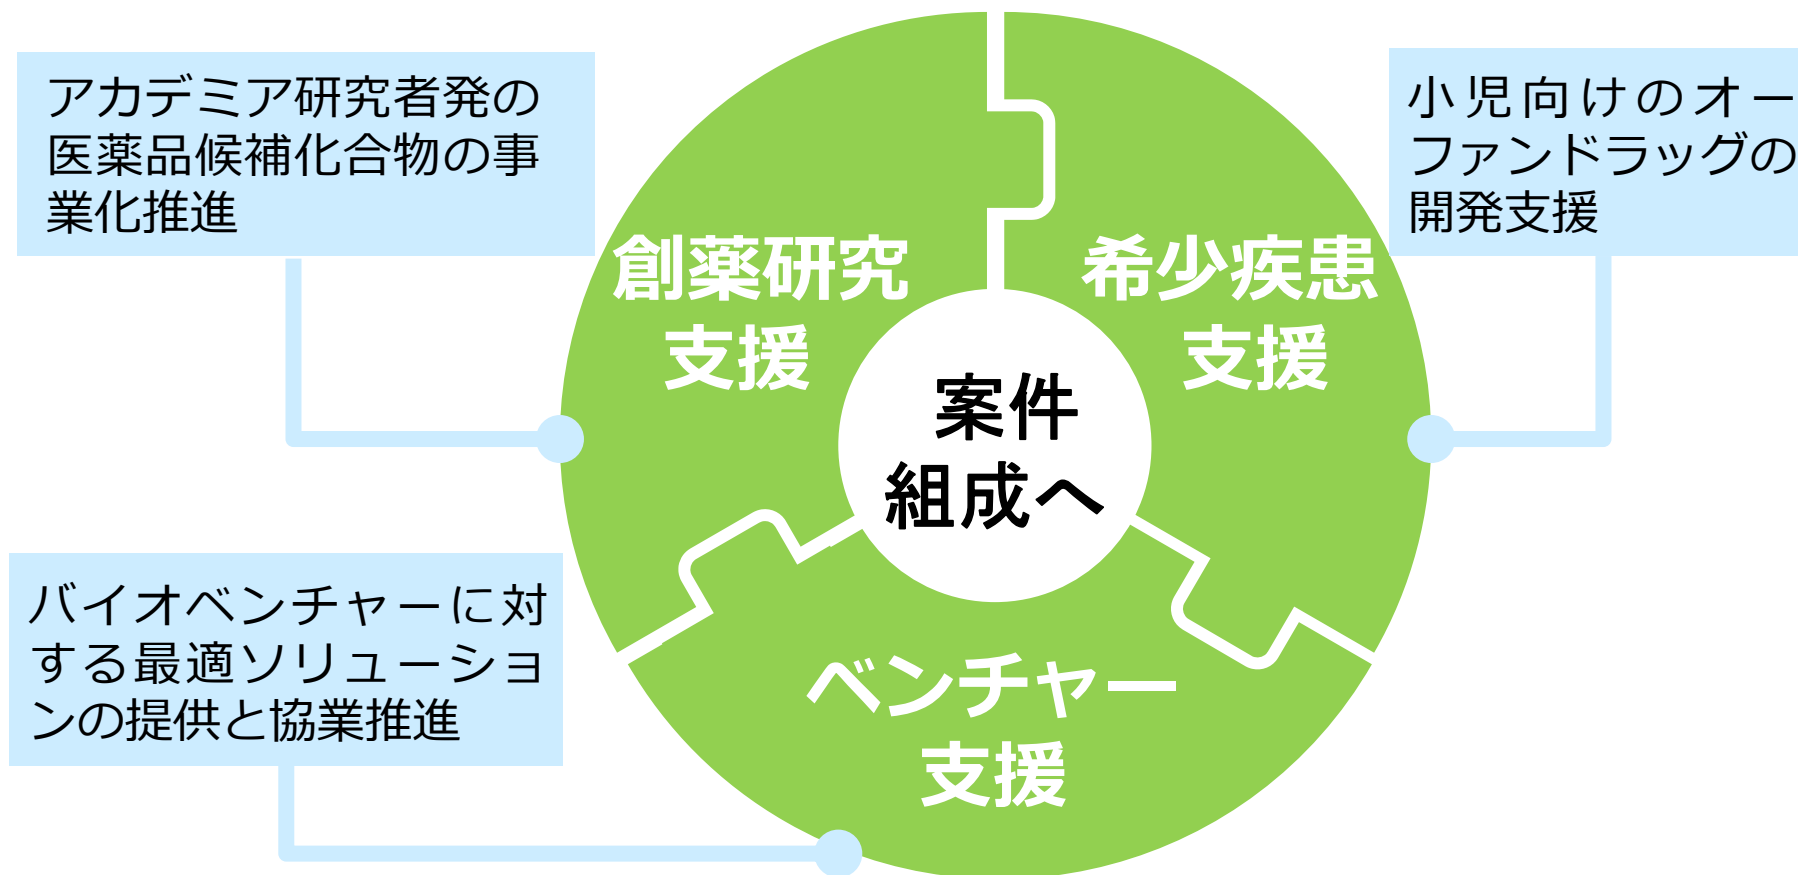 アカデミア研究者発の
医薬品候補化合物の事
業化推進
小児向けのオー
ファンドラッグの
開発支援
創薬研究
支援
希少疾患
支援
案件
組成へ
バイオベンチャーに対
する最適ソリューショ
ンの提供と協業推進
ベンチャー
支援